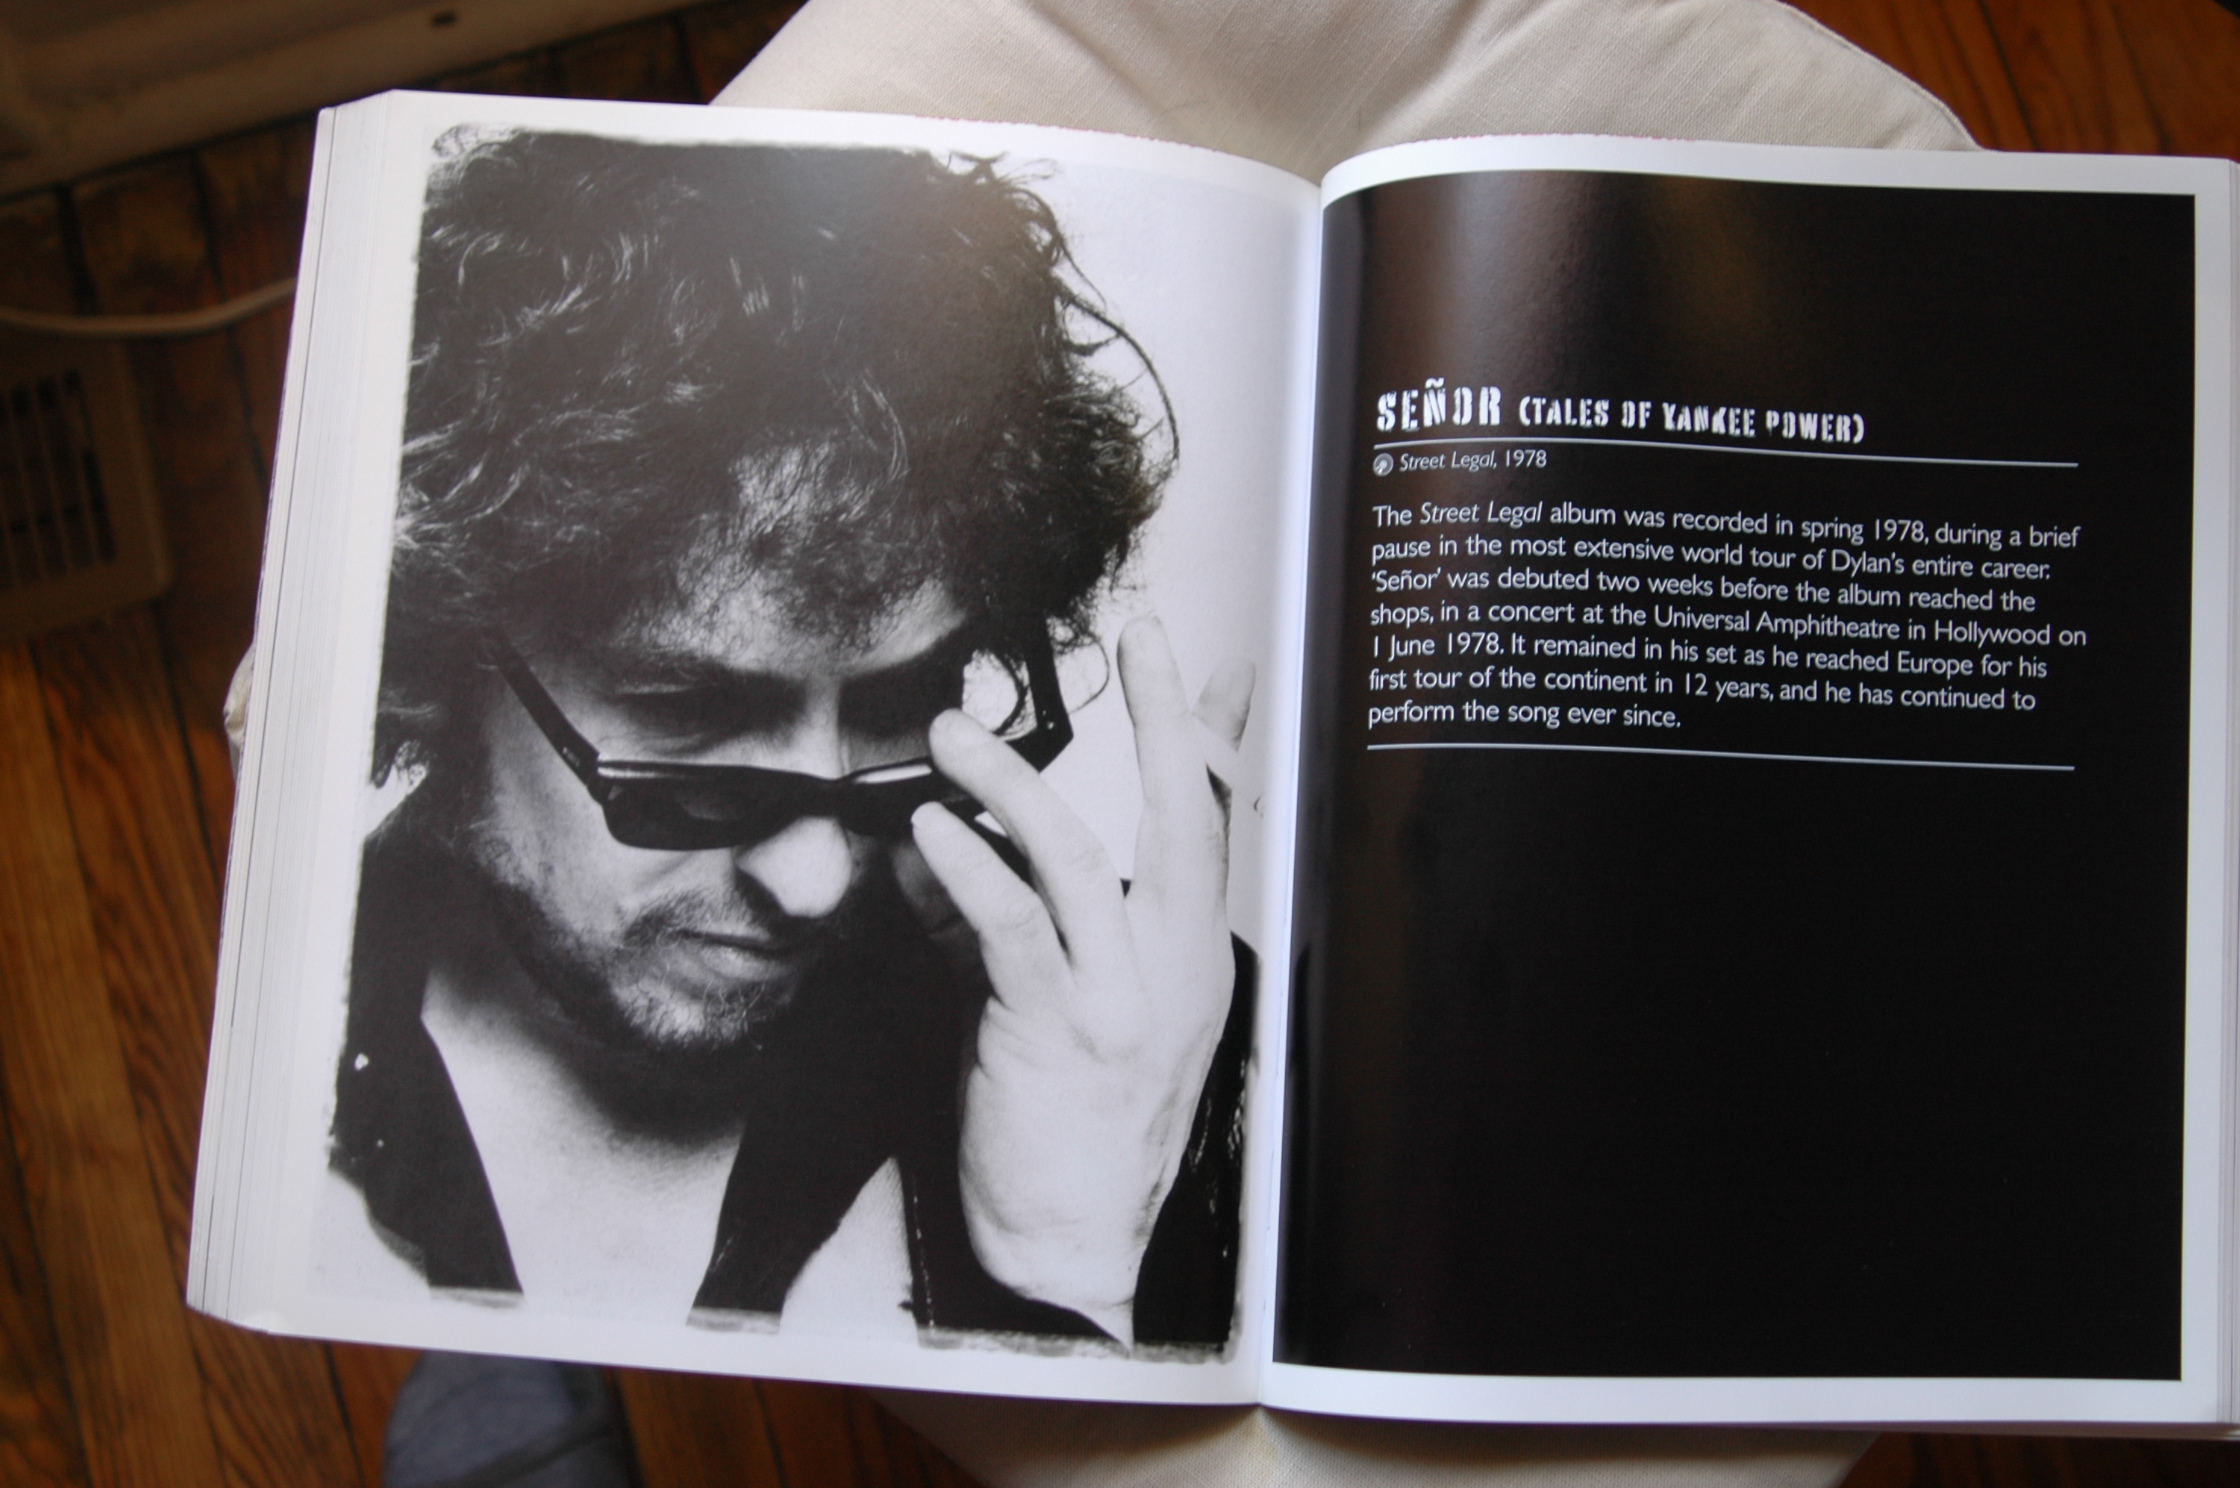 SEÑOR (TALES OF YANKEE POWER)
Street Legal, 1978
The Street Legal album was recorded in spring 1978, during a brief
pause in the most extensive world tour of Dylan's entire career.
'Señor' was debuted two weeks before the album reached the
shops, in a concert at the Universal Amphitheatre in Hollywood on
1 June 1978. It remained in his set as he reached Europe for his
first tour of the continent in 12 years, and he has continued to
perform the song ever since.